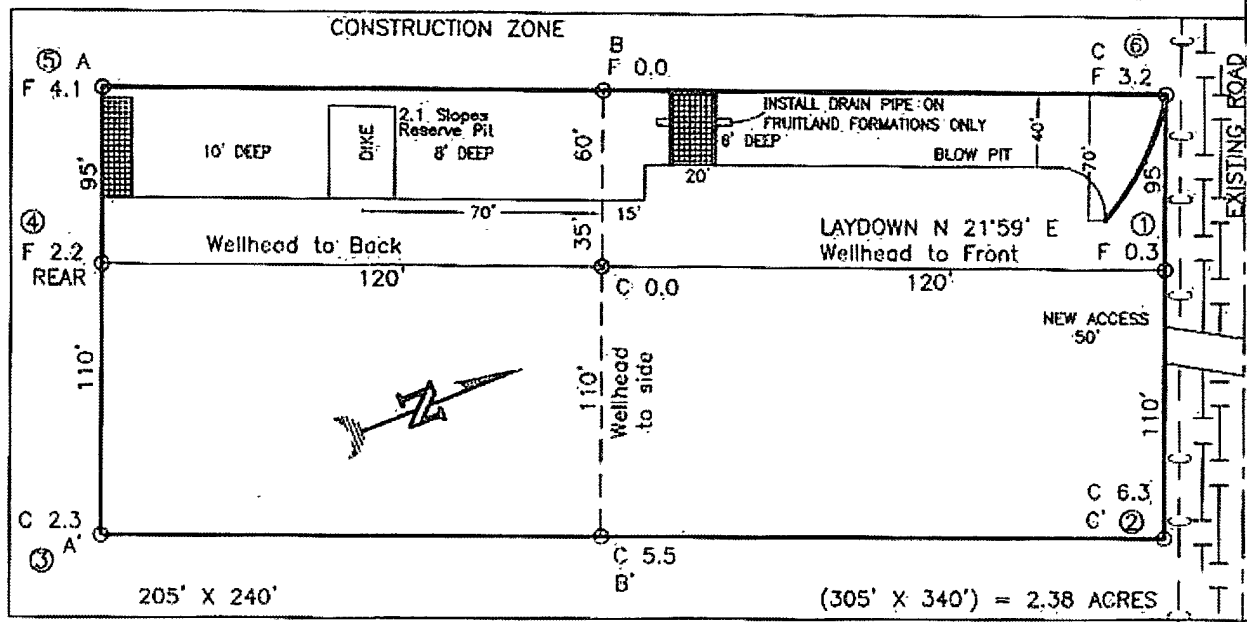 CONSTRUCTION ZONE
⑤ A
F 4.1
B
F 0.0
C ⑥
F 3.2
EXISTING ROAD
10' DEEP
DIKE
2.1 Slopes
Reserve Pit
8' DEEP
60'
INSTALL DRAIN PIPE ON
FRUITLAND FORMATIONS ONLY
6' DEEP
BLOW PIT
40'
70'
95'
95'
20'
70'
15'
35'
④
F 2.2
REAR
Wellhead to Back
120'
C 0.0
LAYDOWN N 21°59' E
Wellhead to Front
120'
①
F 0.3
NEW ACCESS
50'
110'
N
110'
Wellhead
to side
110'
C 2.3
③ A'
C 5.5
B'
C 6.3
C' ②
205' X 240'
(305' X 340') = 2.38 ACRES